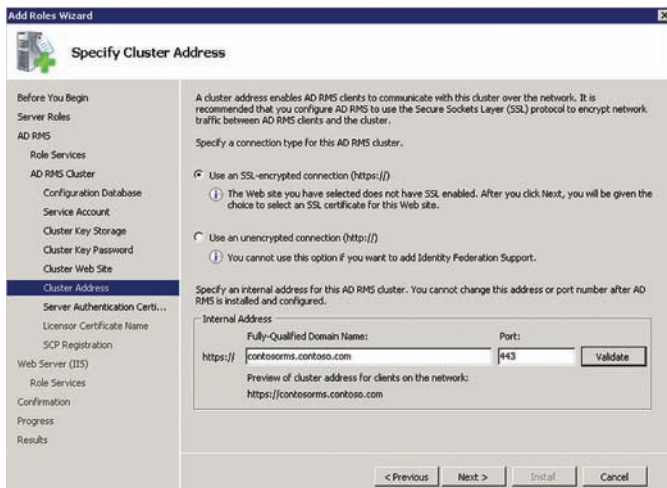 Add Roles Wizard
Specify Cluster Address
Before You Begin
Server Roles
AD RMS
Role Services
AD RMS Cluster
Configuration Database
Service Account
Cluster Key Storage
Cluster Key Password
Cluster Web Site
Cluster Address
Server Authentication Certi...
Licensor Certificate Name
SCP Registration
Web Server (IIS)
Role Services
Confirmation
Progress
Results
A cluster address enables AD RMS clients to communicate with this cluster over the network. It is
recommended that you configure AD RMS to use the Secure Sockets Layer (SSL) protocol to encrypt network
traffic between AD RMS clients and the cluster.
Specify a connection type for this AD RMS cluster.
Use an SSL-encrypted connection (https://)
The Web site you have selected does not have SSL enabled. After you click Next, you will be given the
choice to select an SSL certificate for this Web site.
Use an unencrypted connection (http://)
You cannot use this option if you want to add Identity Federation Support.
Specify an internal address for this AD RMS cluster. You cannot change this address or port number after AD
RMS is installed and configured.
Internal Address
Fully-Qualified Domain Name: Port:
https:// contosorms.contoso.com 443 Validate
Preview of cluster address for clients on the network:
https://contosorms.contoso.com
< Previous Next > Install Cancel